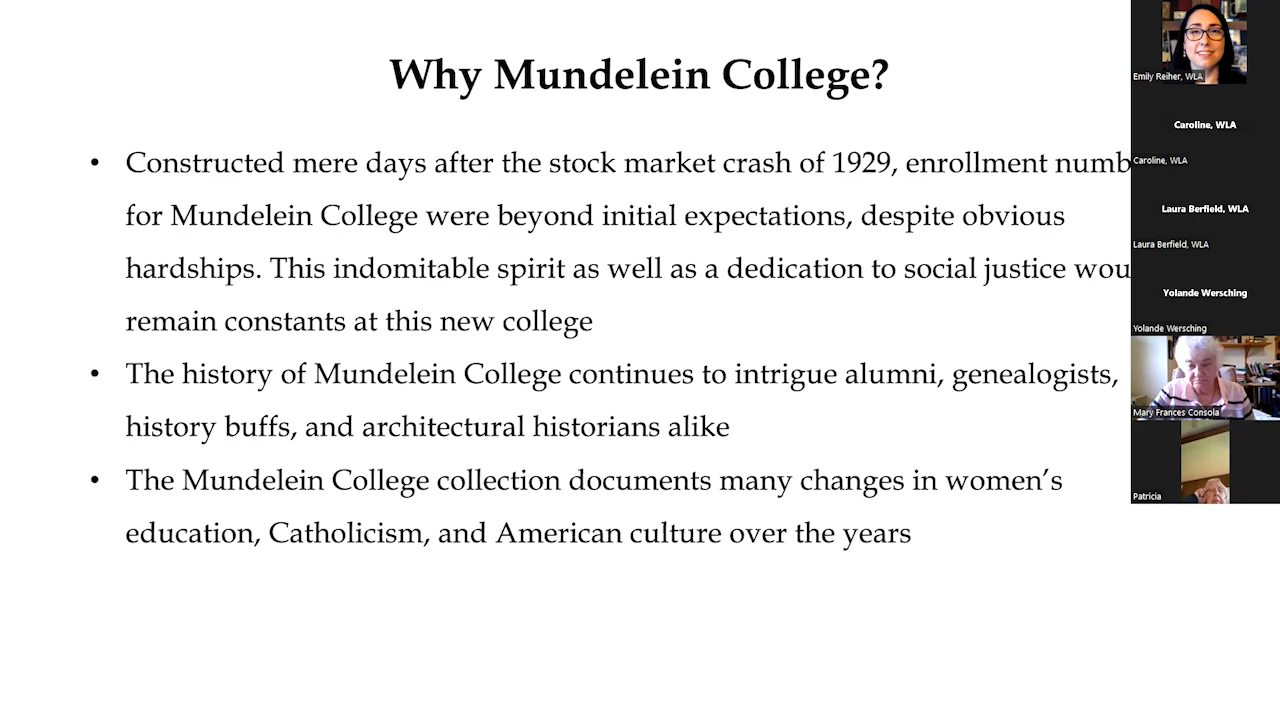 Why Mundelein College?
• Constructed mere days after the stock market crash of 1929, enrollment numb
for Mundelein College were beyond initial expectations, despite obvious
hardships. This indomitable spirit as well as a dedication to social justice wou
remain constants at this new college
• The history of Mundelein College continues to intrigue alumni, genealogists,
history buffs, and architectural historians alike
• The Mundelein College collection documents many changes in women’s
education, Catholicism, and American culture over the years
Emily Reiher, WLA
Caroline, WLA
Caroline, WLA
Laura Berfield, WLA
Laura Berfield, WLA
Yolande Wersching
Yolande Wersching
Mary Frances Consola
Patricia